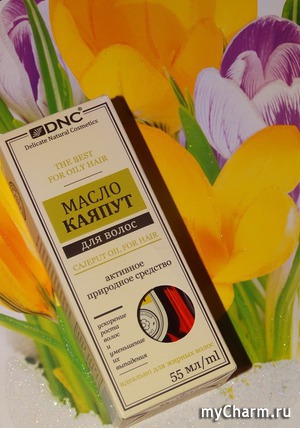 DNC
Delicate Natural Cosmetics
THE BEST
FOR OILY HAIR
МАСЛО
КАЯПУТ
ДЛЯ ВОЛОС
CAJEPUT OIL FOR HAIR
активное
природное средство
ускорение
роста
волос
и
уменьшение
их
выпадения
идеально для жирных волос
55 мл/ml
myCharm.ru